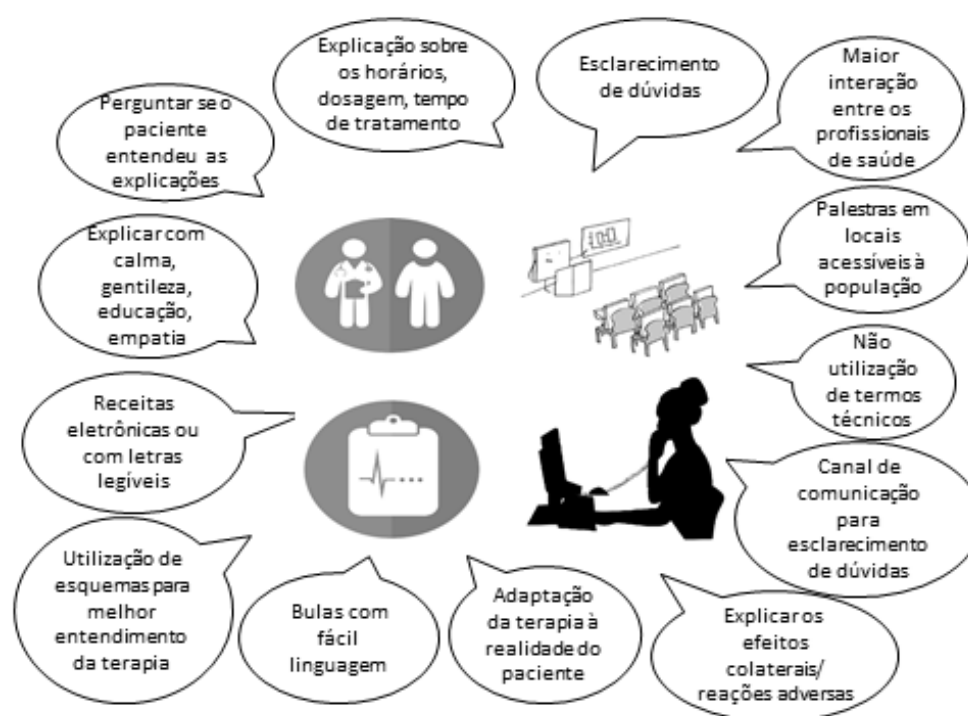 Explicação sobre
os horários,
dosagem, tempo
de tratamento
Esclarecimento
de dúvidas
Maior
interação
entre os
profissionais
de saúde
Perguntar se o
paciente
entendeu as
explicações
Palestras em
locais
acessíveis à
população
Explicar com
calma,
gentileza,
educação,
empatia
Não
utilização
de termos
técnicos
Receitas
eletrônicas ou
com letras
legíveis
Canal de
comunicação
para
esclarecimento
de dúvidas
Utilização de
esquemas para
melhor
entendimento
da terapia
Bulas com
fácil
linguagem
Adaptação
da terapia à
realidade do
paciente
Explicar os
efeitos
colaterais/
reações adversas